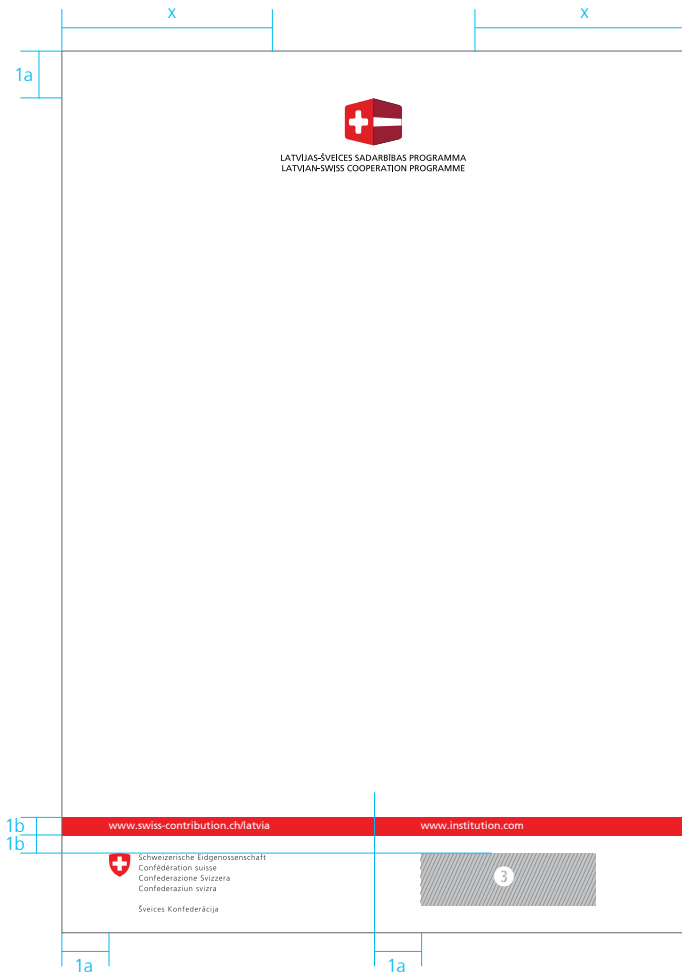 x x
1a
LATVIJAS-ŠVEICES SADARBĪBAS PROGRAMMA
LATVIAN-SWISS COOPERATION PROGRAMME
1b
www.swiss-contribution.ch/latvia www.institution.com
1b
Schweizerische Eidgenossenschaft
Confédération suisse
Confederazione Svizzera
Confederaziun svizra
Šveices Konfederācija
3
1a 1a